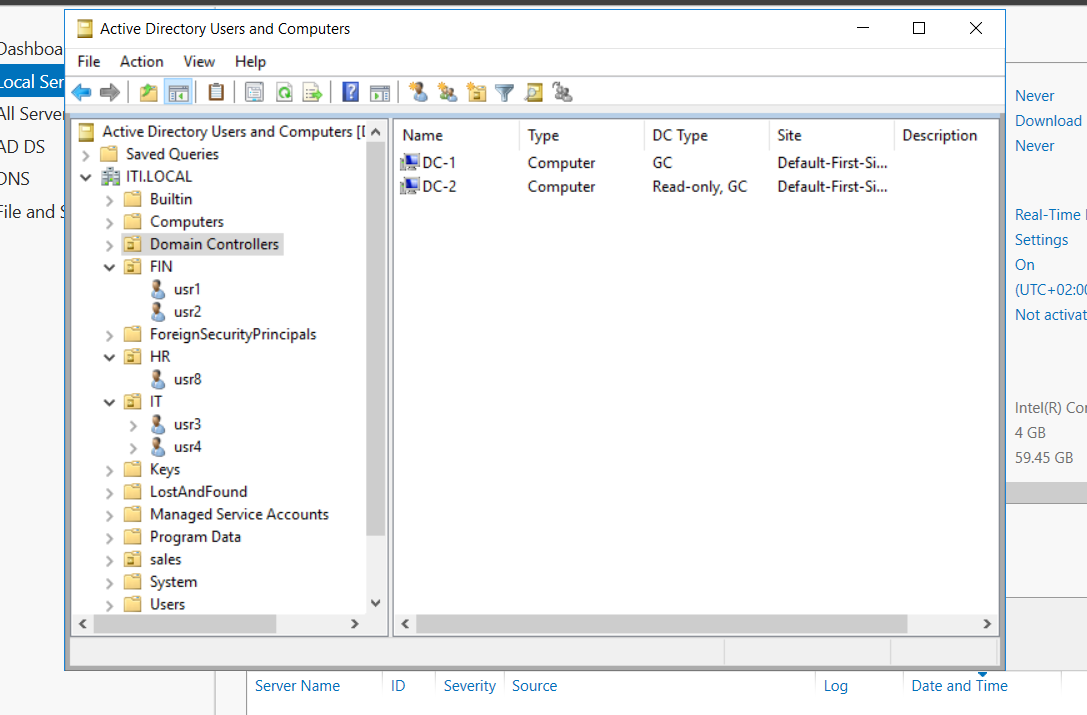 Active Directory Users and Computers
File Action View Help
Dashboa
Local Ser
All Server
AD DS
DNS
File and S
Active Directory Users and Computers [
Saved Queries
ITI.LOCAL
Builtin
Computers
Domain Controllers
FIN
usr1
usr2
ForeignSecurityPrincipals
HR
usr8
IT
usr3
usr4
Keys
LostAndFound
Managed Service Accounts
Program Data
sales
System
Users
Name Type DC Type Site Description
DC-1 Computer GC Default-First-Si...
DC-2 Computer Read-only, GC Default-First-Si...
Never
Download
Never
Real-Time
Settings
On
(UTC+02:00
Not activat
Intel(R) Cor
4 GB
59.45 GB
Server Name ID Severity Source Log Date and Time